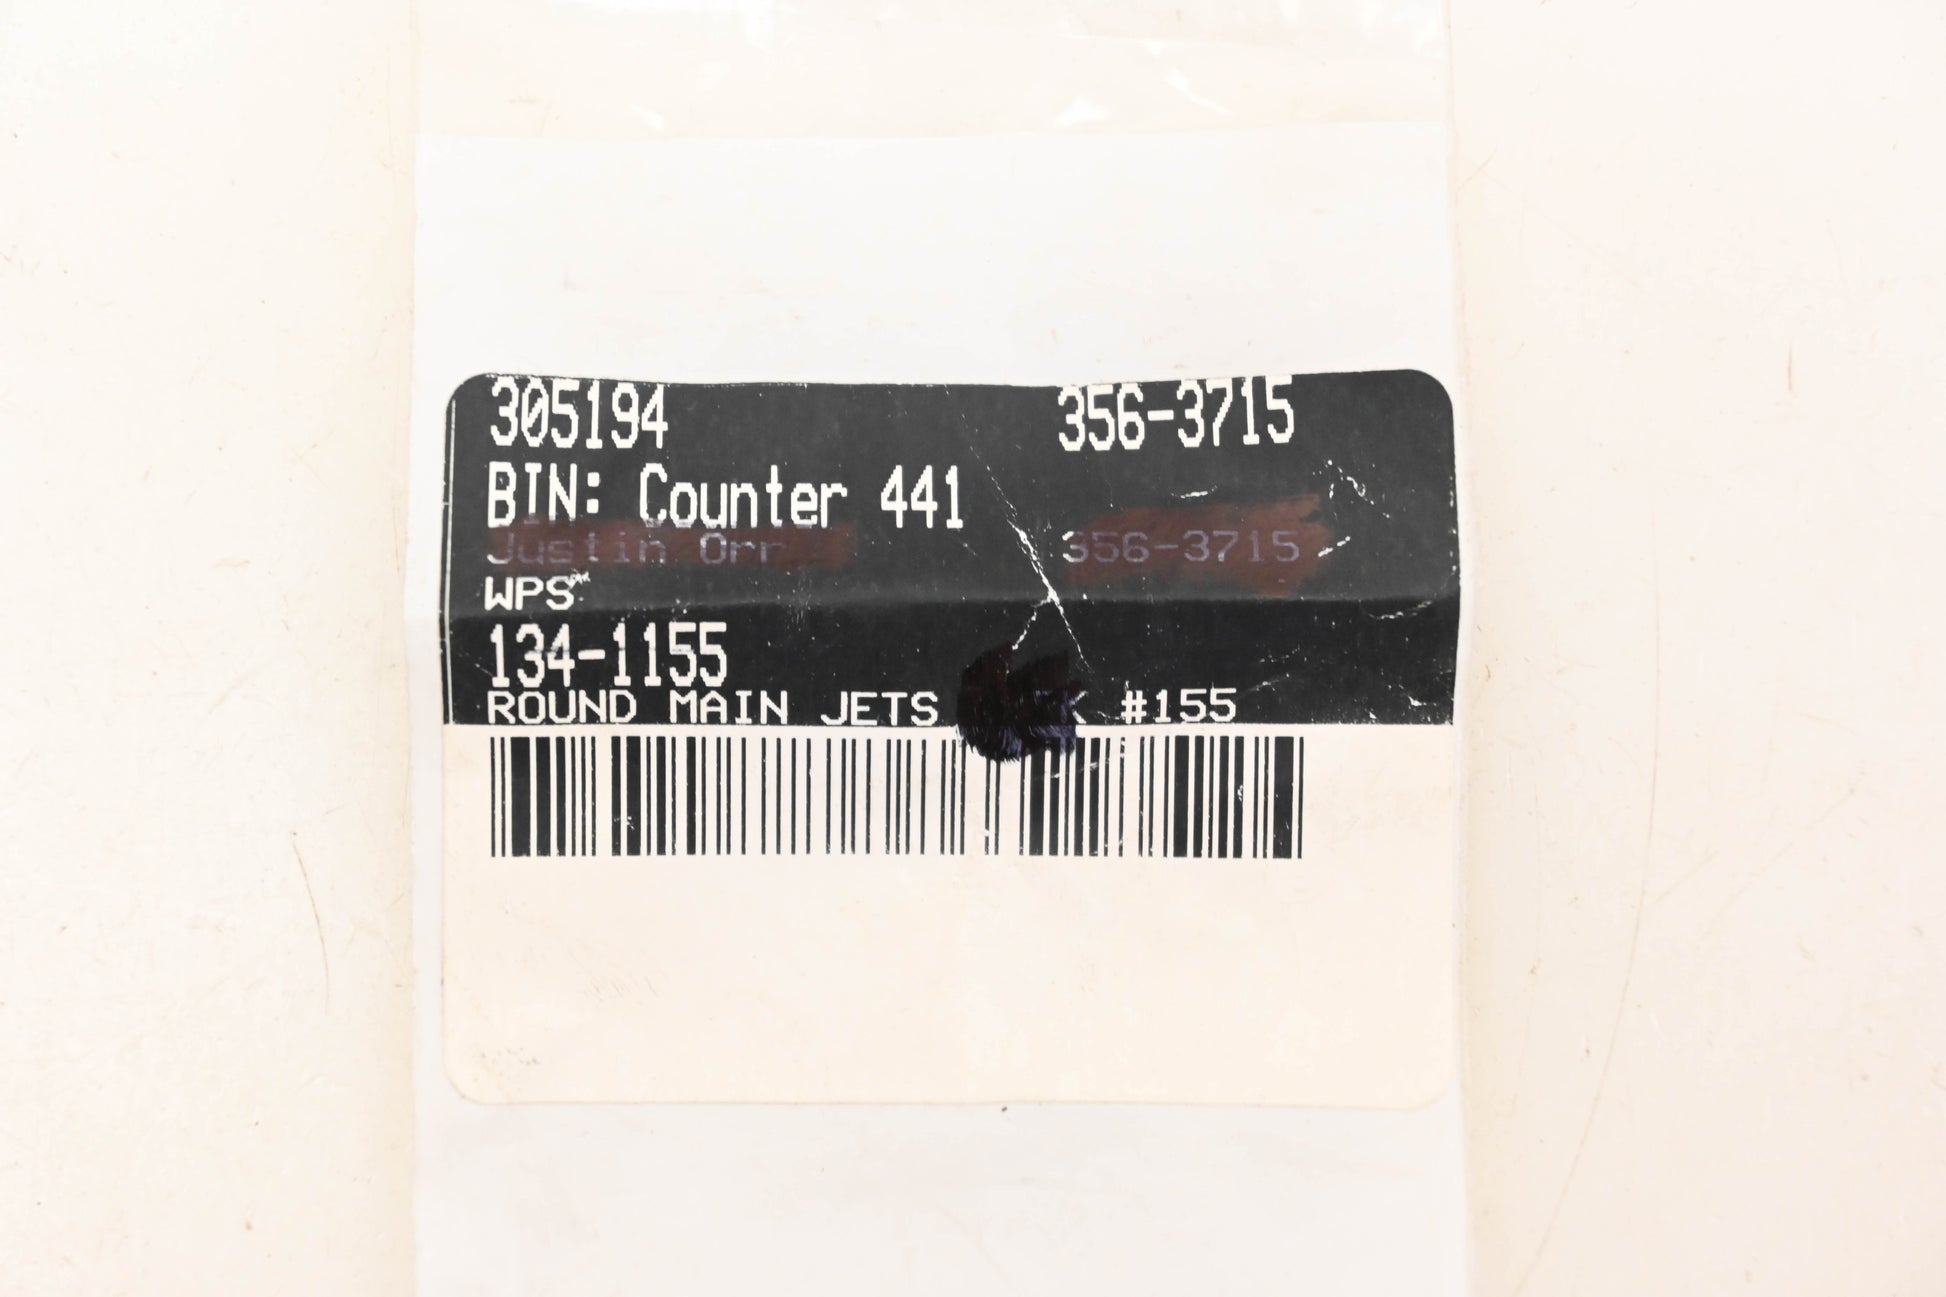 305194 356-3715
BIN: Counter 441
Justin Orr 356-3715
WPS
134-1155
ROUND MAIN JETS #155